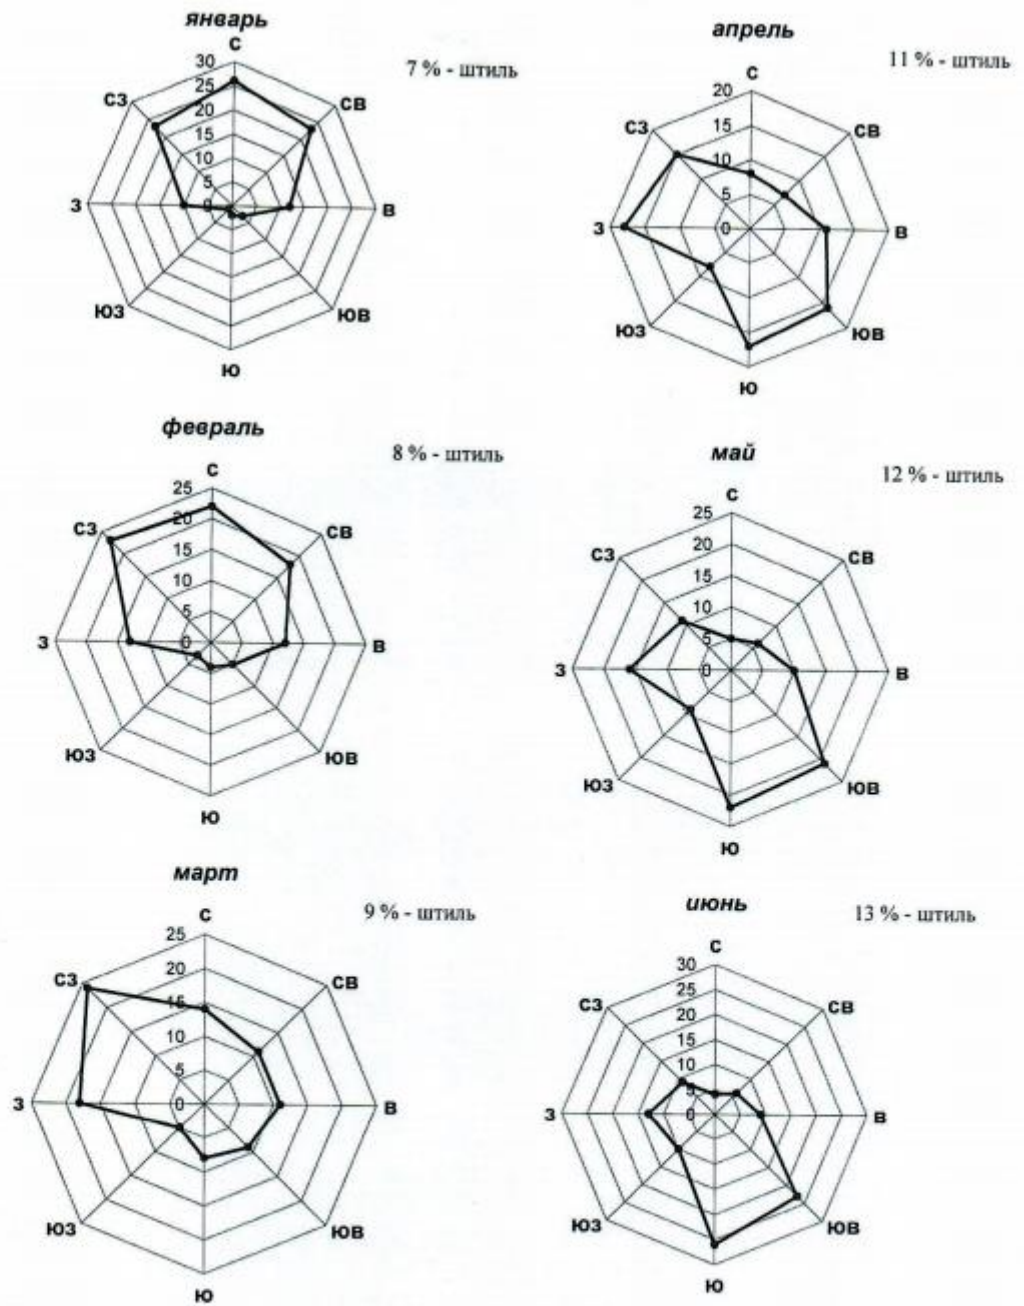 январь
7 % - штиль
С
30
25
20
15
10
5
0
СЗ
СВ
З
В
ЮЗ
ЮВ
Ю
апрель
11 % - штиль
С
20
15
10
5
0
СЗ
СВ
З
В
ЮЗ
ЮВ
Ю
февраль
8 % - штиль
С
25
20
15
10
5
0
СЗ
СВ
З
В
ЮЗ
ЮВ
Ю
май
12 % - штиль
С
25
20
15
10
5
0
СЗ
СВ
З
В
ЮЗ
ЮВ
Ю
март
9 % - штиль
С
25
20
15
10
5
0
СЗ
СВ
З
В
ЮЗ
ЮВ
Ю
июнь
13 % - штиль
С
30
25
20
15
10
5
0
СЗ
СВ
З
В
ЮЗ
ЮВ
Ю